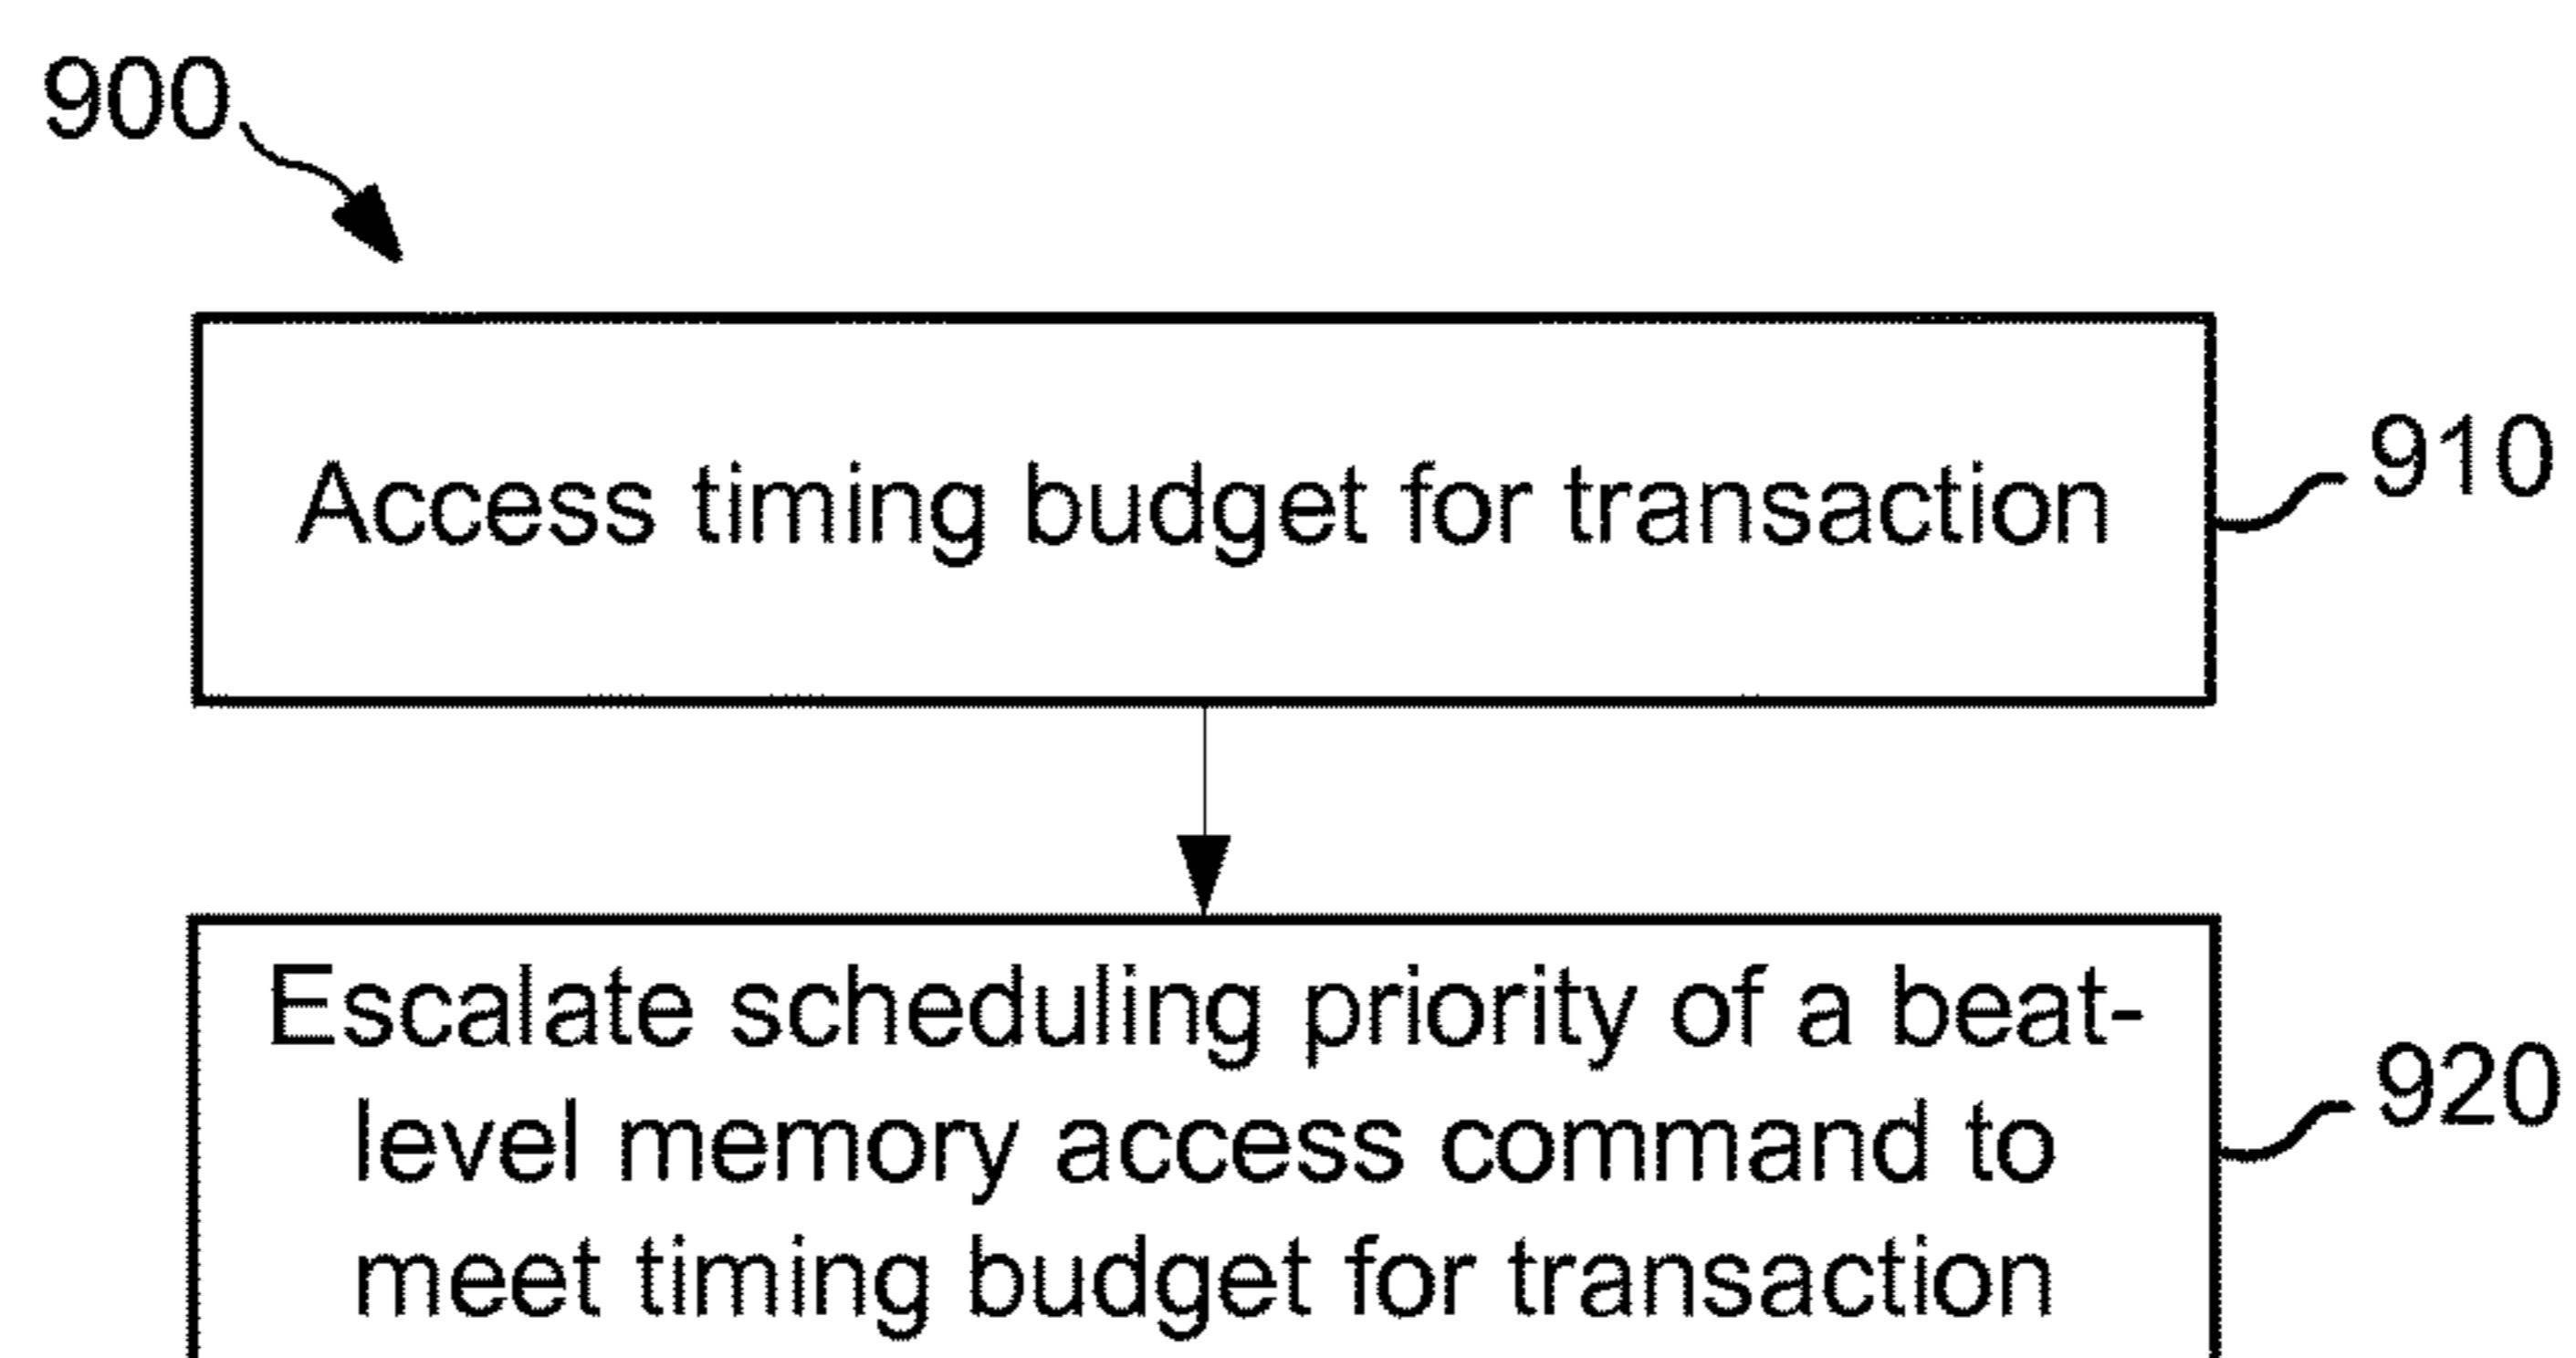 900
Access timing budget for transaction
910
Escalate scheduling priority of a beat-
level memory access command to
meet timing budget for transaction
920